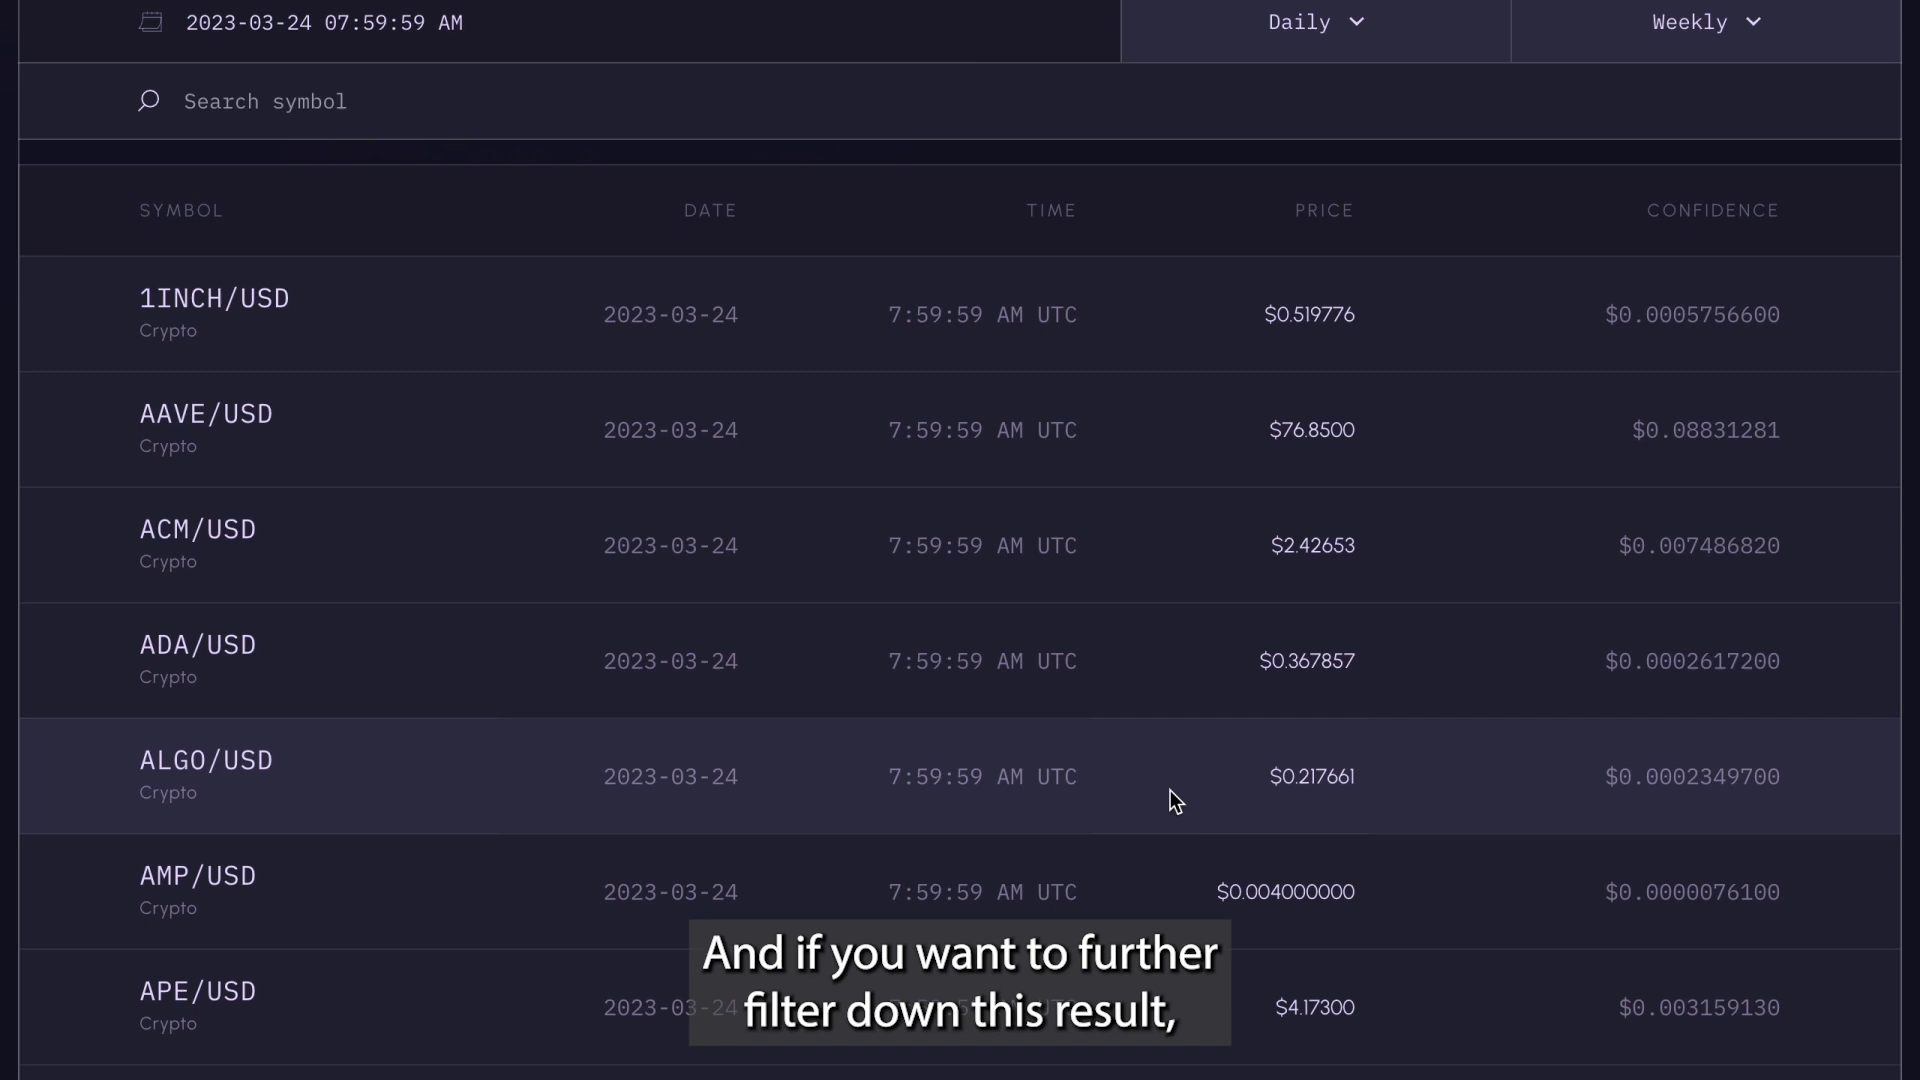 2023-03-24 07:59:59 AM Daily Weekly
Search symbol
SYMBOL DATE TIME PRICE CONFIDENCE
1INCH/USD
Crypto
2023-03-24 7:59:59 AM UTC $0.519776 $0.0005756600
AAVE/USD
Crypto
2023-03-24 7:59:59 AM UTC $76.8500 $0.08831281
ACM/USD
Crypto
2023-03-24 7:59:59 AM UTC $2.42653 $0.007486820
ADA/USD
Crypto
2023-03-24 7:59:59 AM UTC $0.367857 $0.0002617200
ALGO/USD
Crypto
2023-03-24 7:59:59 AM UTC $0.217661 $0.0002349700
AMP/USD
Crypto
2023-03-24 7:59:59 AM UTC $0.004000000 $0.0000076100
APE/USD
Crypto
2023-03-24 $4.17300 $0.003159130
And if you want to further
filter down this result,